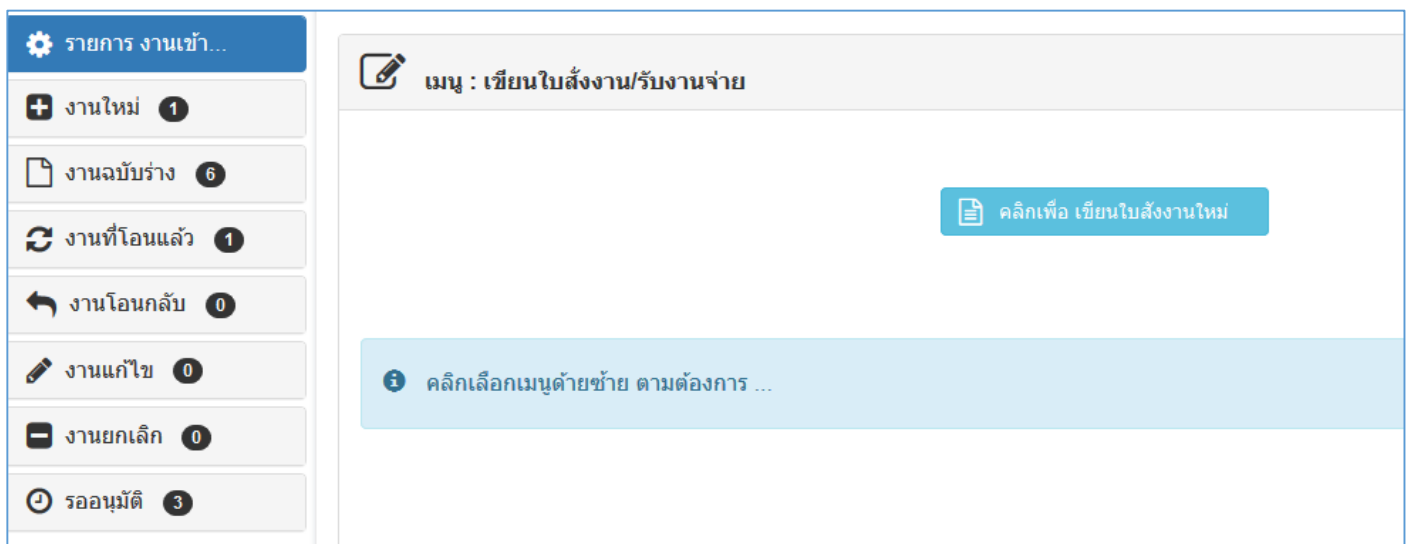 รายการ งานเข้า...
งานใหม่ 1
งานฉบับร่าง 6
งานที่โอนแล้ว 1
งานโอนกลับ 0
งานแก้ไข 0
งานยกเลิก 0
รออนุมัติ 3
เมนู : เขียนใบสั่งงาน/รับงานจ่าย
คลิกเพื่อ เขียนใบสั่งงานใหม่
คลิกเลือกเมนูด้ายซ้าย ตามต้องการ ...